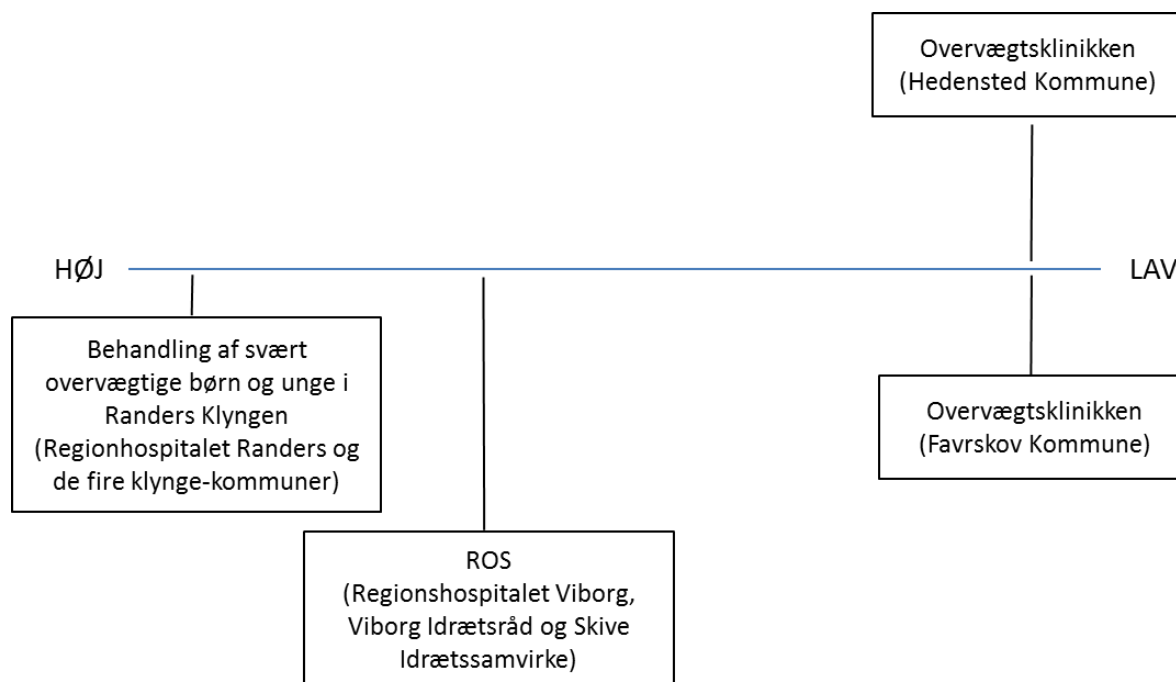 Overvægtsklinikken
(Hedensted Kommune)
HØJ
LAV
Behandling af svært
overvægtige børn og unge i
Randers Klyngen
(Regionhospitalet Randers og
de fire klynge-kommuner)
Overvægtsklinikken
(Favrskov Kommune)
ROS
(Regionshospitalet Viborg,
Viborg Idrætsråd og Skive
Idrætssamvirke)